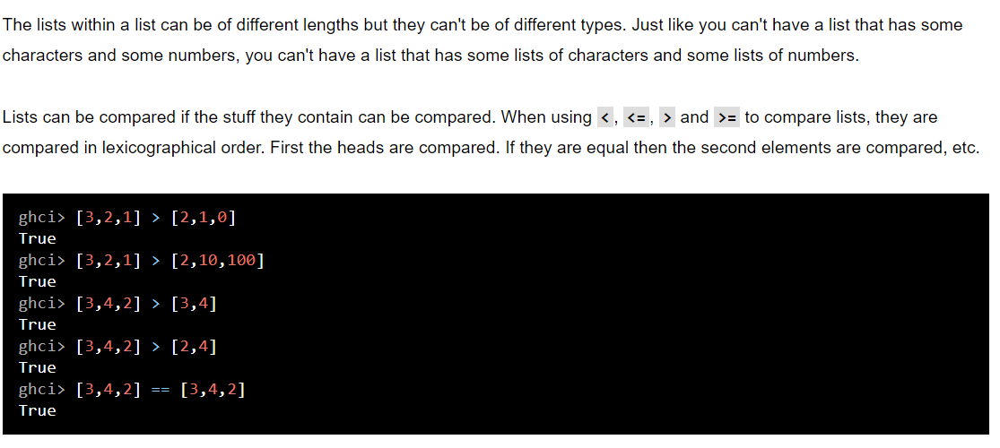 The lists within a list can be of different lengths but they can't be of different types. Just like you can't have a list that has some
characters and some numbers, you can't have a list that has some lists of characters and some lists of numbers.
Lists can be compared if the stuff they contain can be compared. When using <, <=, > and >= to compare lists, they are
compared in lexicographical order. First the heads are compared. If they are equal then the second elements are compared, etc.
ghci> [3,2,1] > [2,1,0]
True
ghci> [3,2,1] > [2,10,100]
True
ghci> [3,4,2] > [3,4]
True
ghci> [3,4,2] > [2,4]
True
ghci> [3,4,2] == [3,4,2]
True